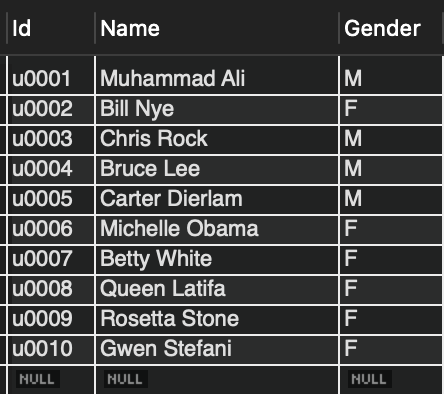 Id Name Gender
u0001 Muhammad Ali M
u0002 Bill Nye F
u0003 Chris Rock M
u0004 Bruce Lee M
u0005 Carter Dierlam M
u0006 Michelle Obama F
u0007 Betty White F
u0008 Queen Latifa F
u0009 Rosetta Stone F
u0010 Gwen Stefani F
NULL NULL NULL